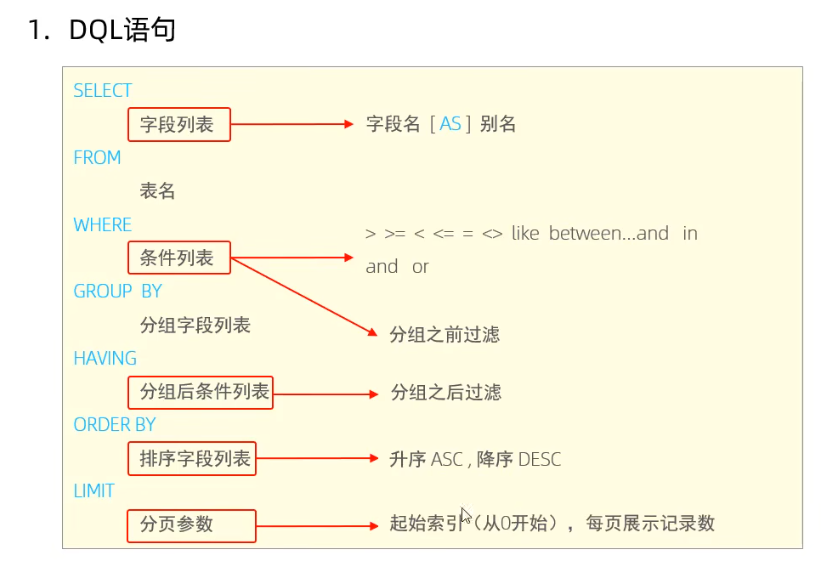 1. DQL语句
SELECT
字段列表 字段名 [ AS ] 别名
FROM
表名
WHERE
> >= < <= = <> like between...and in
条件列表
and or
GROUP BY
分组字段列表
分组之前过滤
HAVING
分组后条件列表 分组之后过滤
ORDER BY
排序字段列表 升序 ASC , 降序 DESC
LIMIT
分页参数 起始索引（从0开始），每页展示记录数